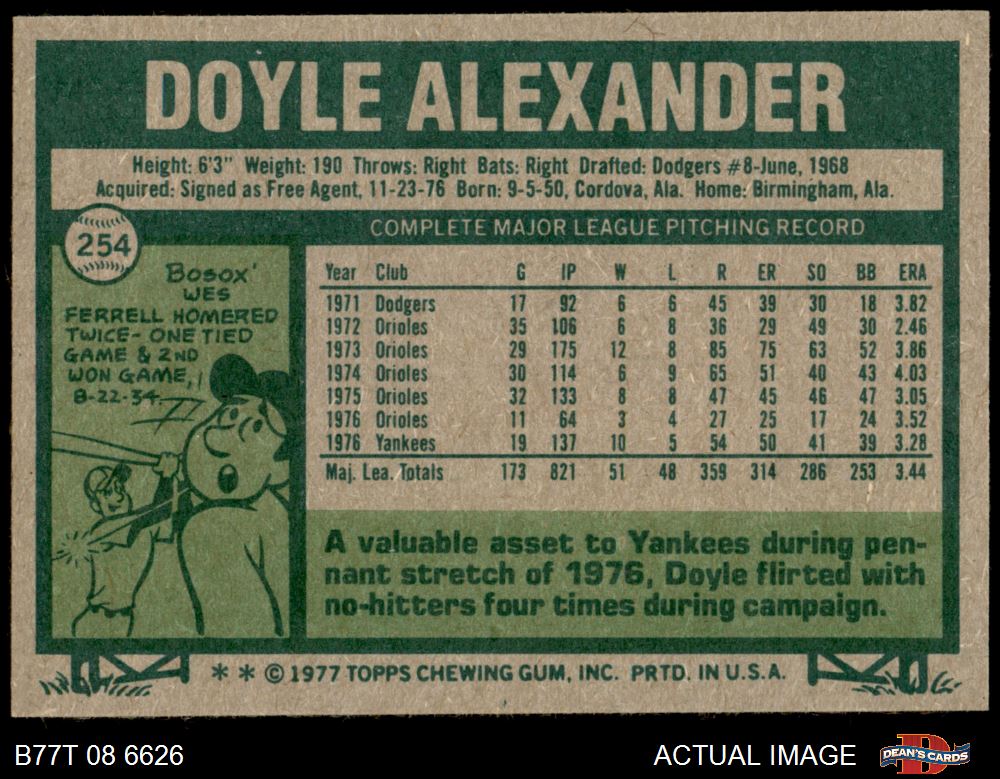 DOYLE ALEXANDER
Height: 6'3" Weight: 190 Throws: Right Bats: Right Drafted: Dodgers #8-June, 1968
Acquired: Signed as Free Agent, 11-23-76 Born: 9-5-50, Cordova, Ala. Home: Birmingham, Ala.
254
BOSOX'
WES
FERRELL HOMERED
TWICE- ONE TIED
GAME & 2ND
WON GAME,
8-22-34
COMPLETE MAJOR LEAGUE PITCHING RECORD
Year Club G IP W L R ER SO BB ERA
1971 Dodgers 17 92 6 6 45 39 30 18 3.82
1972 Orioles 35 106 6 8 36 29 49 30 2.46
1973 Orioles 29 175 12 8 85 75 63 52 3.86
1974 Orioles 30 114 6 9 65 51 40 43 4.03
1975 Orioles 32 133 8 8 47 45 46 47 3.05
1976 Orioles 11 64 3 4 27 25 17 24 3.52
1976 Yankees 19 137 10 5 54 50 41 39 3.28
Maj. Lea. Totals 173 821 51 48 359 314 286 253 3.44
A valuable asset to Yankees during pen-
nant stretch of 1976, Doyle flirted with
no-hitters four times during campaign.
* * © 1977 TOPPS CHEWING GUM, INC. PRTD. IN U.S.A.
B77T 08 6626
ACTUAL IMAGE
DEAN'S CARDS